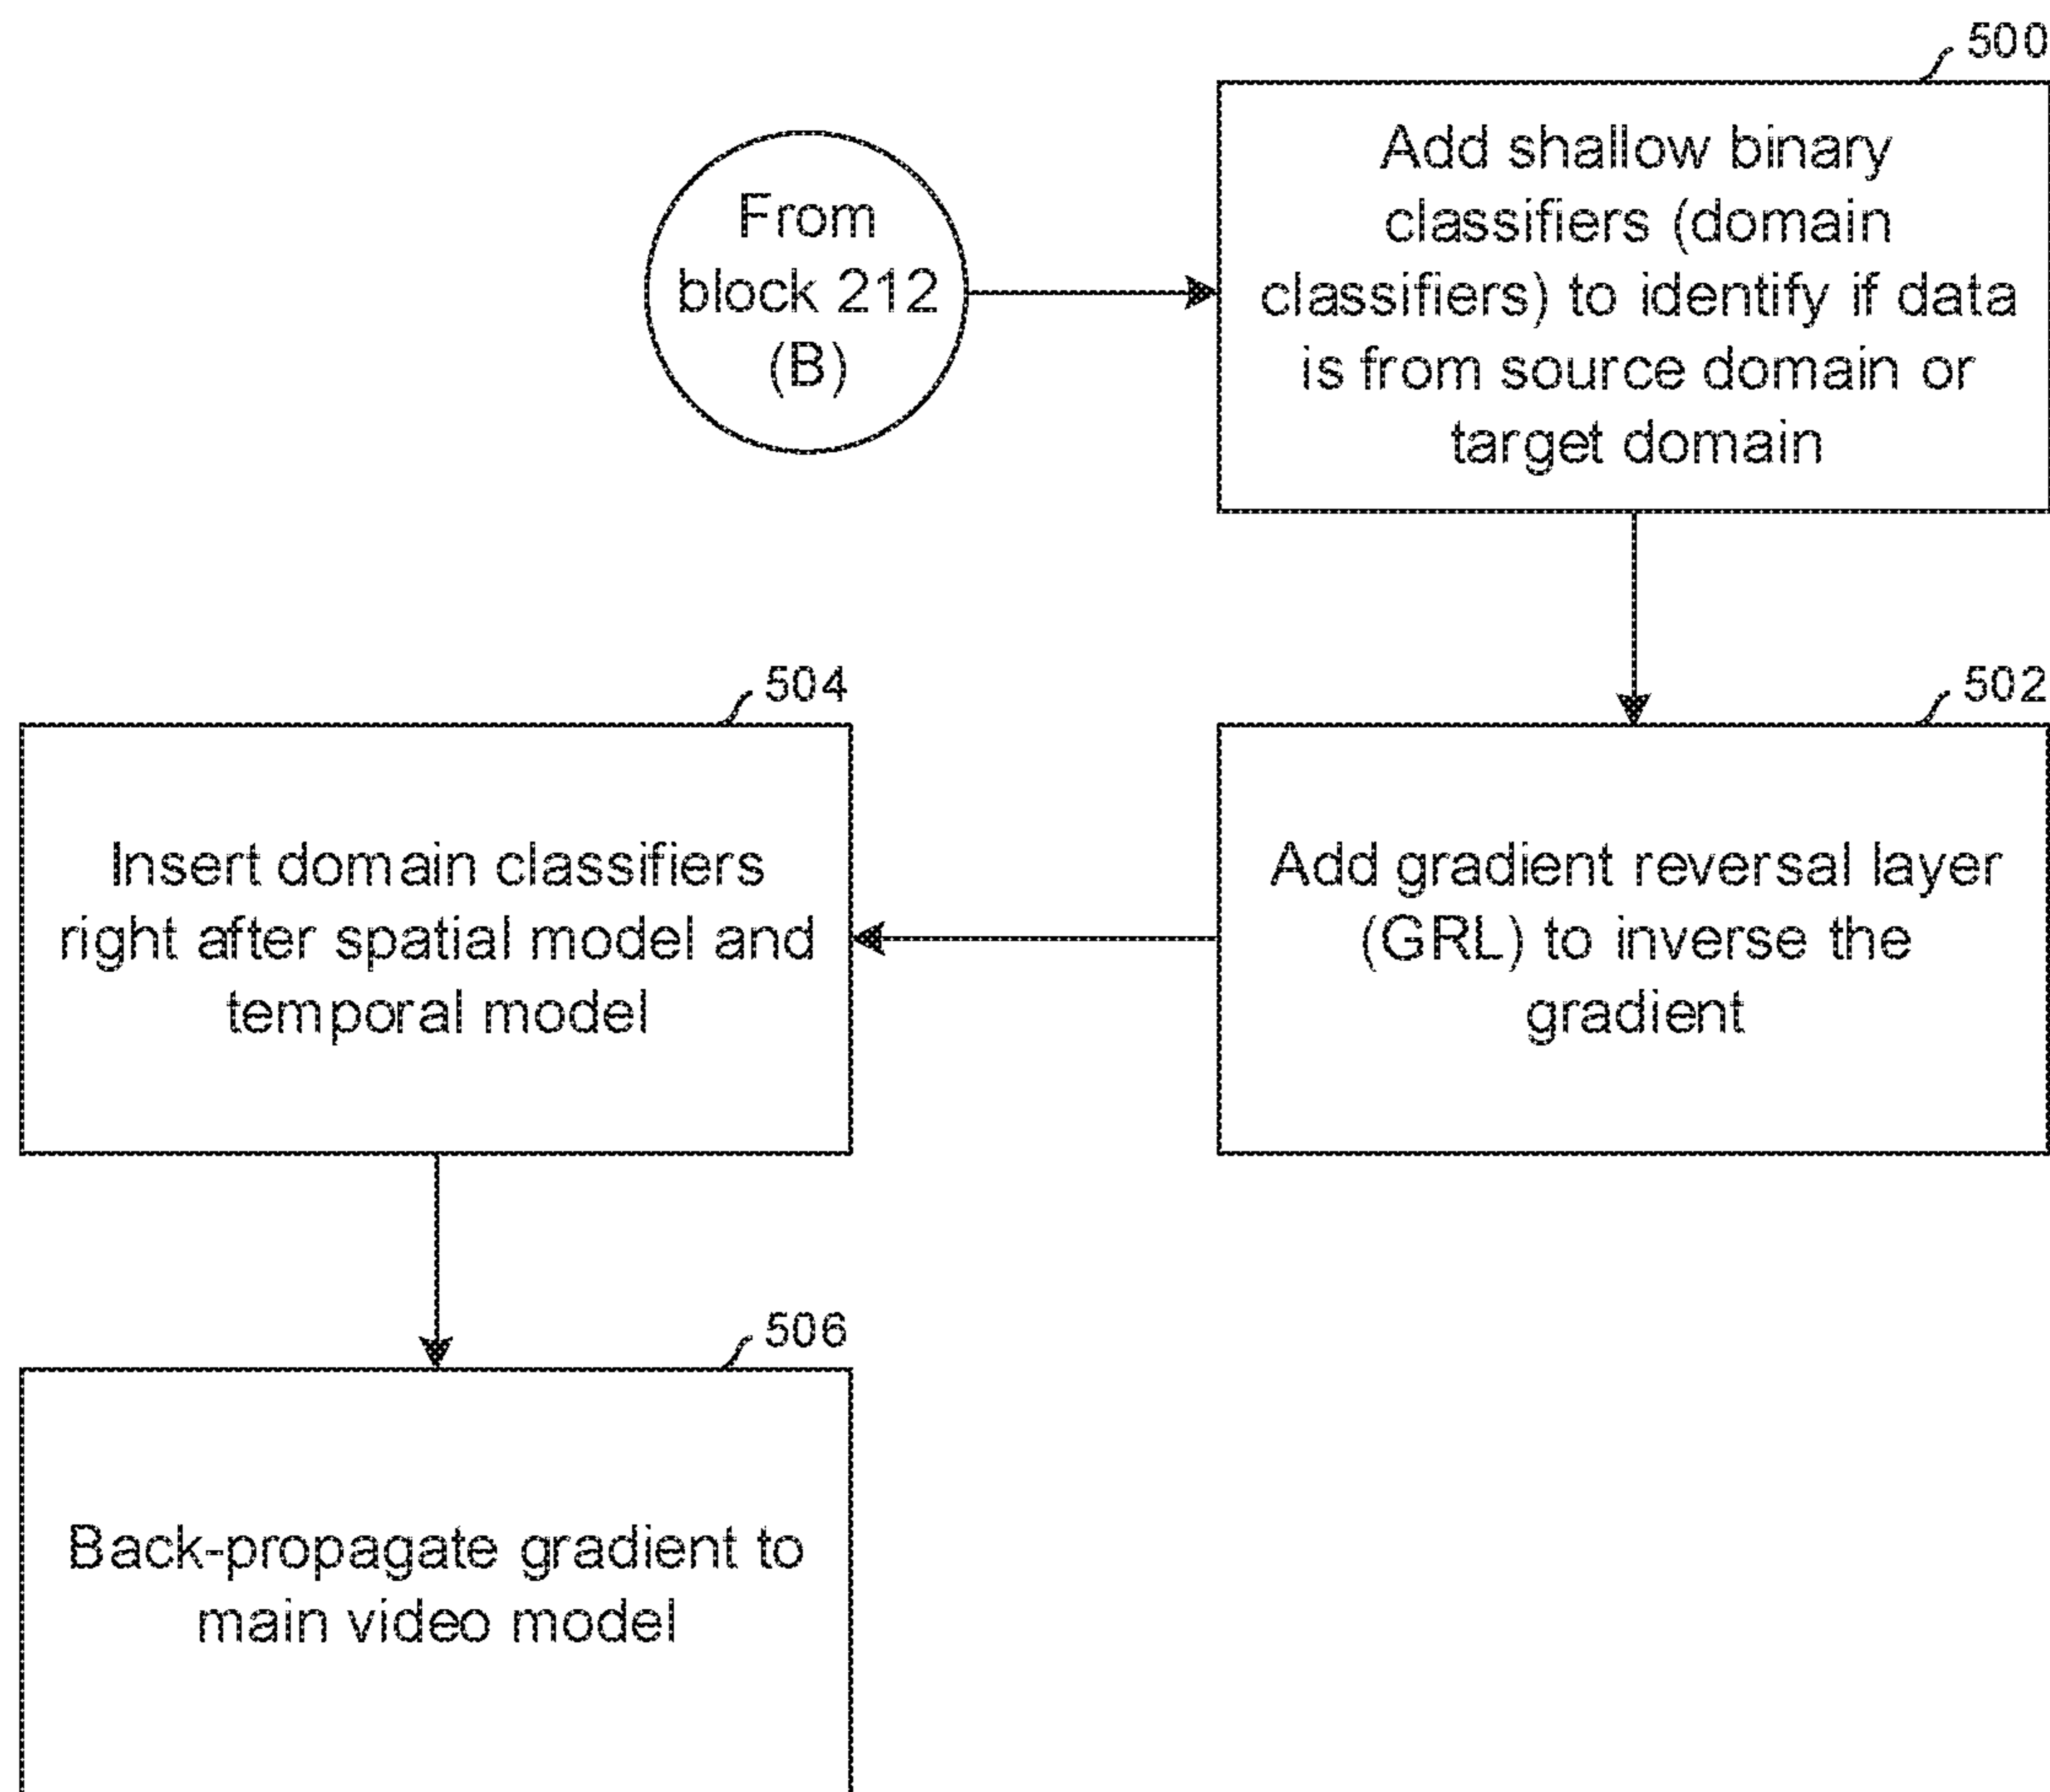 500
From
block 212
(B)
Add shallow binary
classifiers (domain
classifiers) to identify if data
is from source domain or
target domain
502
Add gradient reversal layer
(GRL) to inverse the
gradient
504
Insert domain classifiers
right after spatial model and
temporal model
506
Back-propagate gradient to
main video model